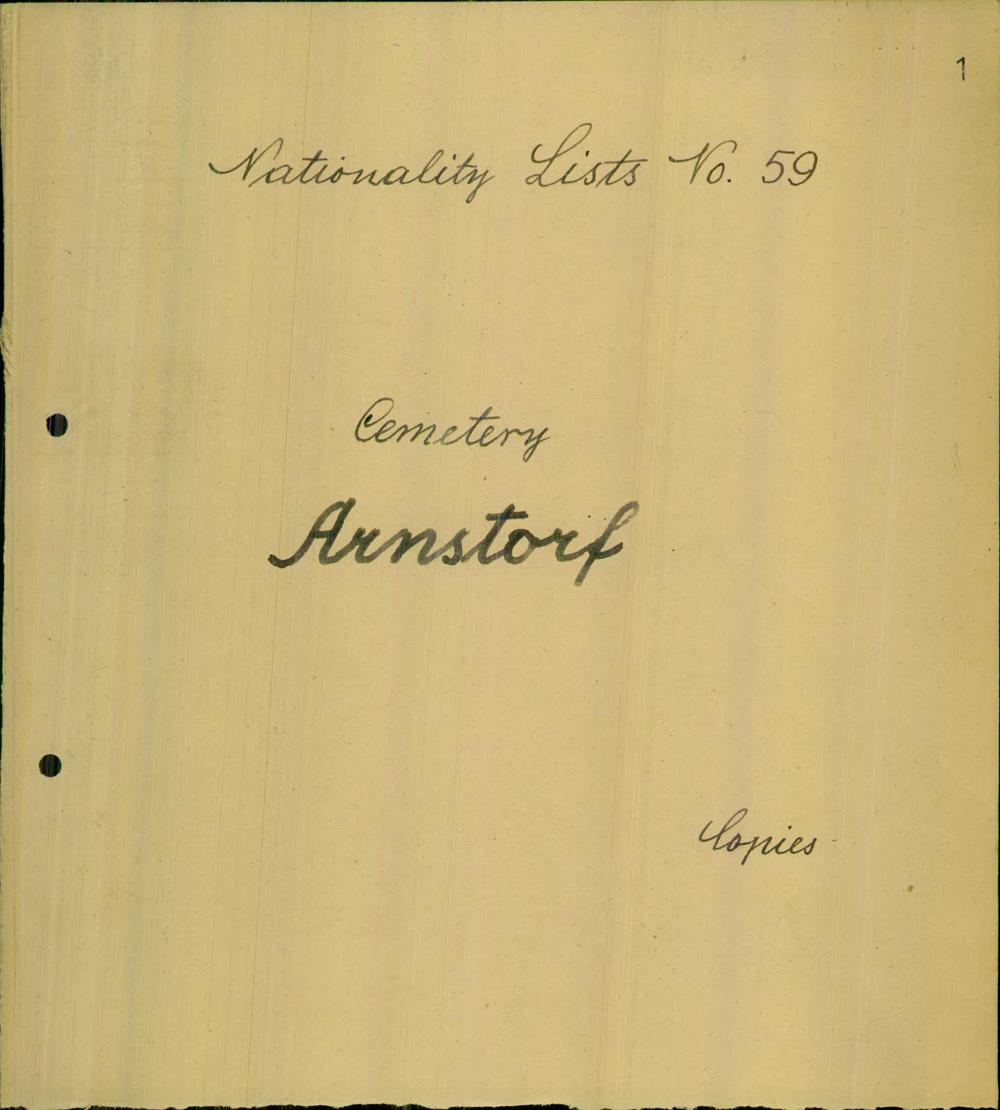 1
Nationality Lists No. 59
Cemetery
Arnstorf
Copies